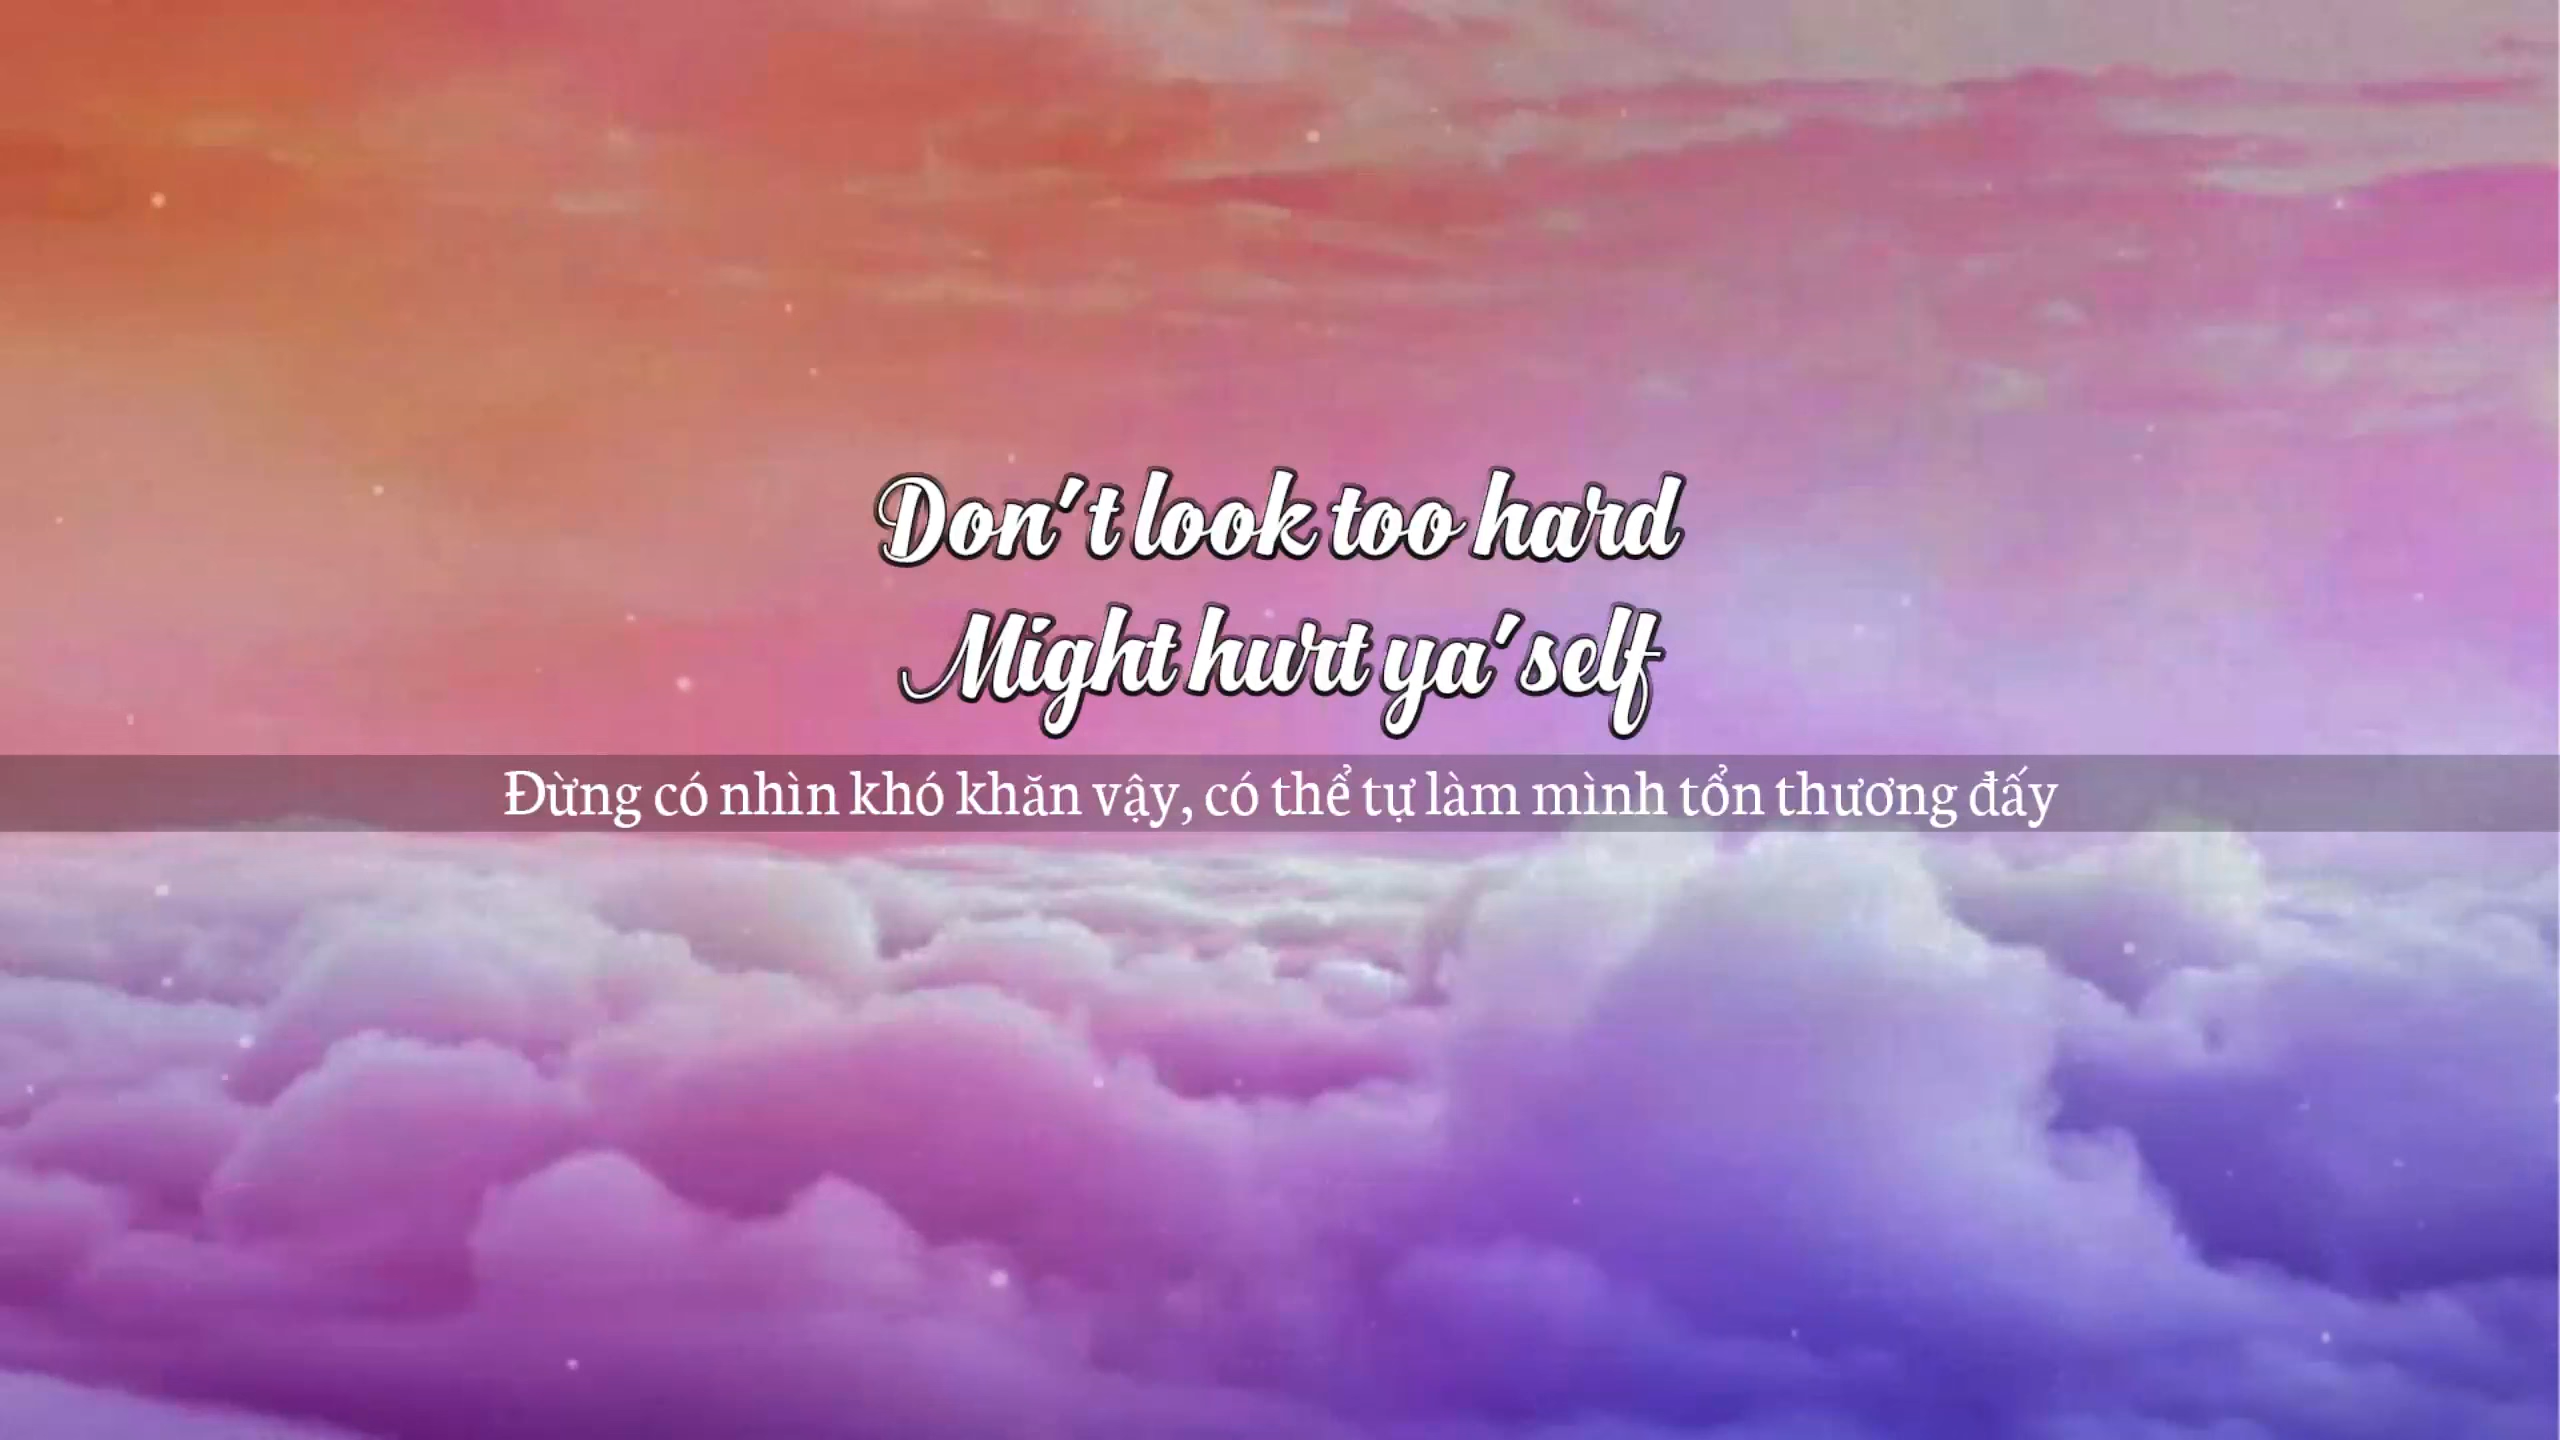 Don't look too hard
Might hurt ya'self
Đừng có nhìn khó khăn vậy, có thể tự làm mình tổn thương đấy